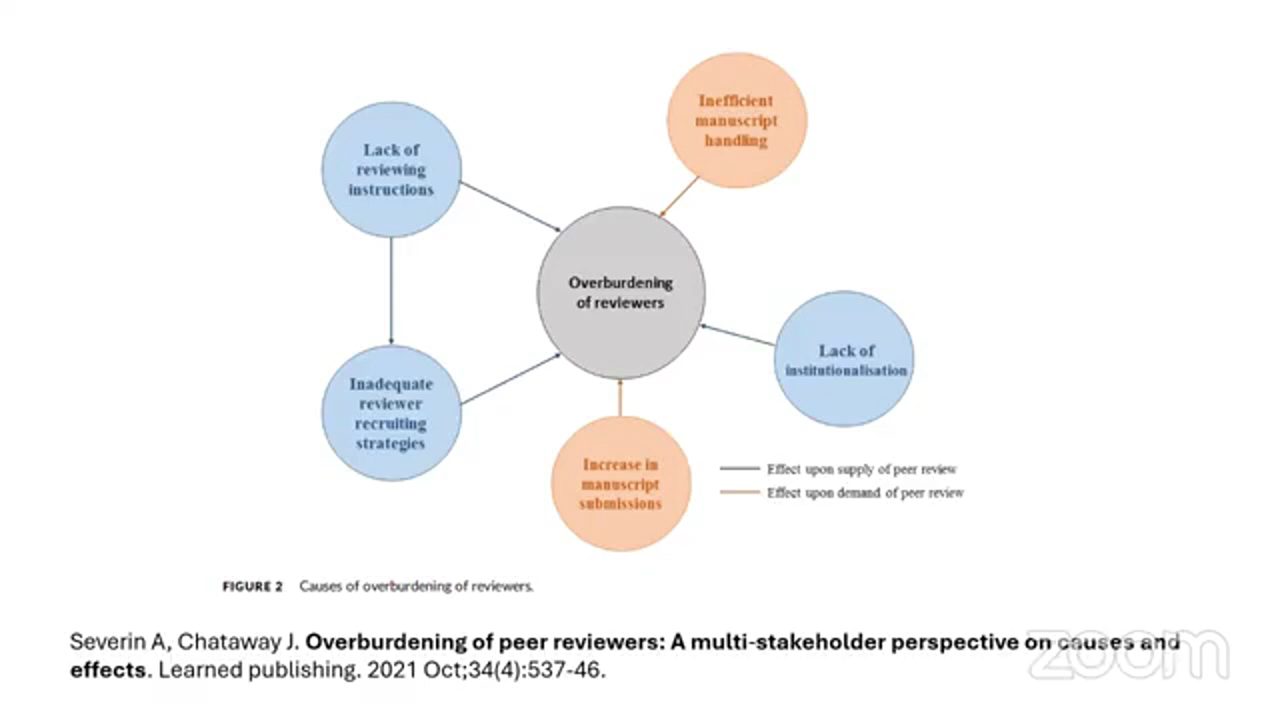 Inefficient
manuscript
handling
Lack of
reviewing
instructions
Overburdening
of reviewers
Lack of
institutionalisation
Inadequate
reviewer
recruiting
strategies
Increase in
manuscript
submissions
Effect upon supply of peer review
Effect upon demand of peer review
FIGURE 2 Causes of overburdening of reviewers.
Severin A, Chataway J. Overburdening of peer reviewers: A multi-stakeholder perspective on causes and
effects. Learned publishing. 2021 Oct;34(4):537-46.
zoom